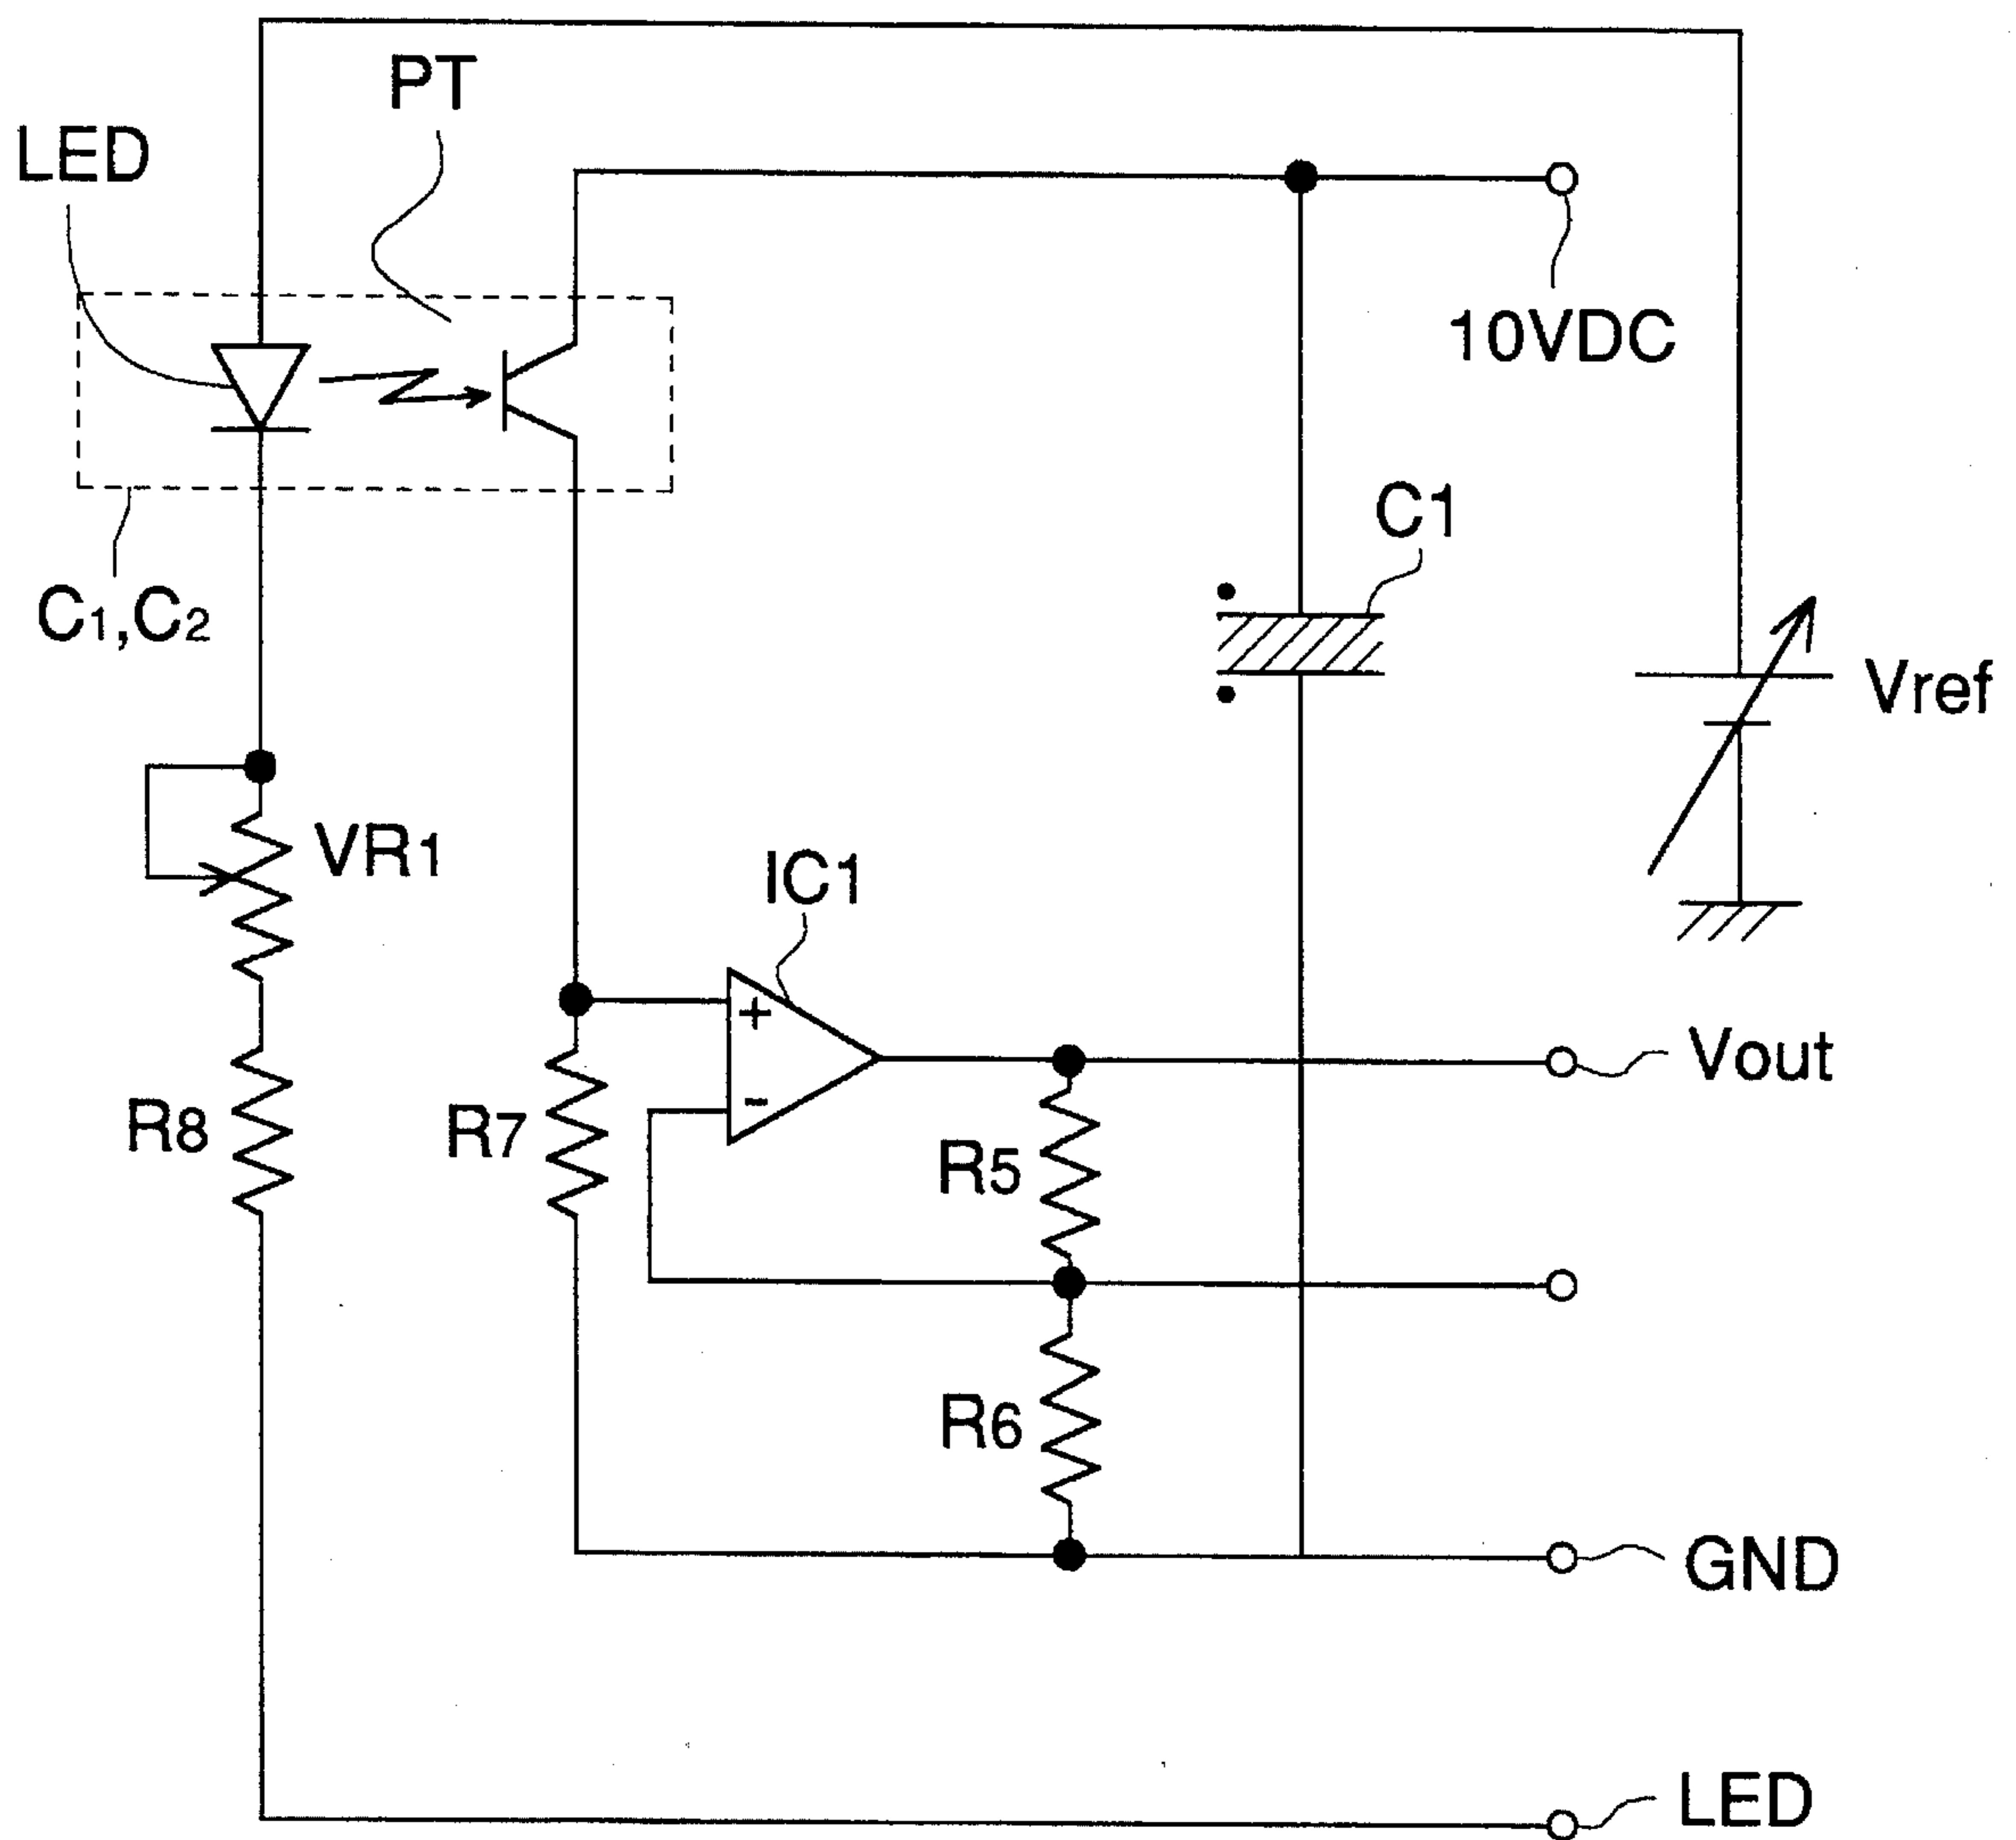 PT
LED
10VDC
C1
C1,C2
Vref
VR1
IC1
+
-
Vout
R8
R7
R5
R6
GND
LED